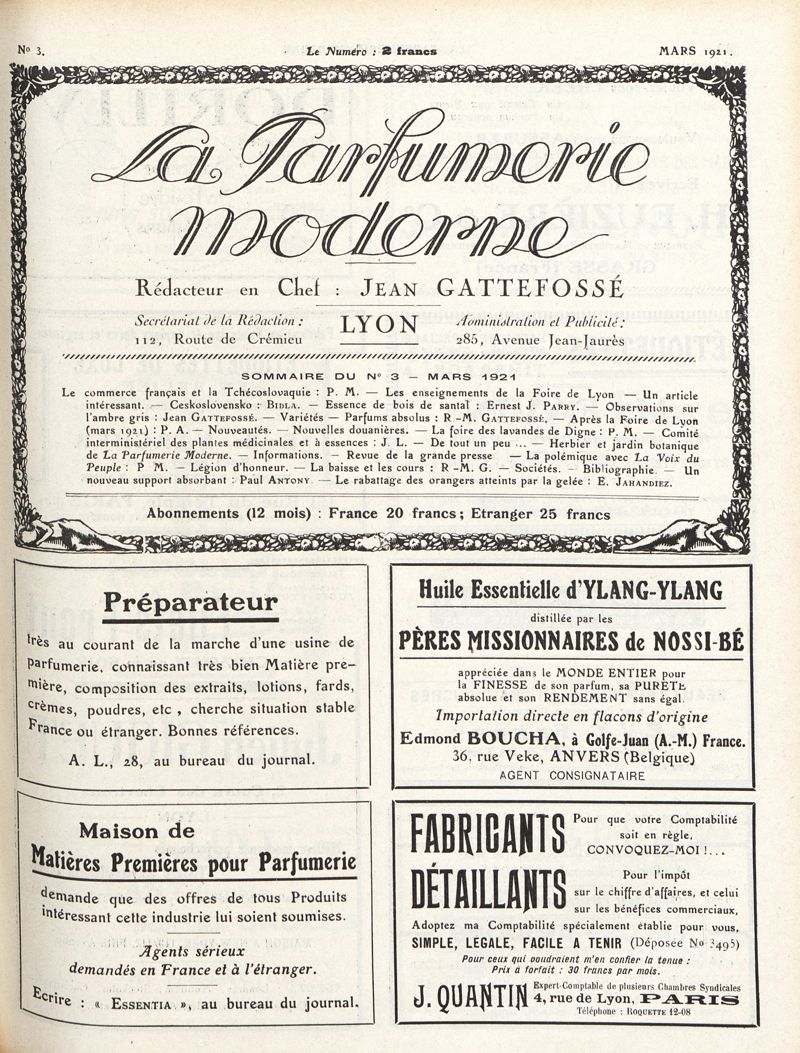 No 3.
Le Numéro : 2 francs
MARS 1921.
La Parfumerie
moderne
Rédacteur en Chef : JEAN GATTEFOSSÉ
Secrétariat de la Rédaction :
112, Route de Crémieu
LYON
Administration et Publicité :
285, Avenue Jean-Jaurès
SOMMAIRE DU No 3 — MARS 1921
Le commerce français et la Tchécoslovaquie : P. M. — Les enseignements de la Foire de Lyon — Un article
intéressant. — Ceskoslovensko : BIDLA. — Essence de bois de santal : Ernest J. PARRY. — Observations sur
l'ambre gris : Jean GATTEFOSSÉ. — Variétés — Parfums absolus : R.-M. GATTEFOSSÉ. — Après la Foire de Lyon
(mars 1921) : P. A. — Nouveautés. — Nouvelles douanières. — La foire des lavandes de Digne : P. M. — Comité
interministériel des plantes médicinales et à essences : J. L. — De tout un peu ... — Herbier et jardin botanique
de La Parfumerie Moderne. — Informations. — Revue de la grande presse — La polémique avec La Voix du
Peuple : P M. — Légion d'honneur. — La baisse et les cours : R -M. G. — Sociétés. — Bibliographie. — Un
nouveau support absorbant : Paul ANTONY. — Le rabattage des orangers atteints par la gelée : E. JAHANDIEZ.
Abonnements (12 mois) : France 20 francs; Etranger 25 francs
Préparateur
très au courant de la marche d'une usine de
parfumerie, connaissant très bien Matière pre-
mière, composition des extraits, lotions, fards,
crèmes, poudres, etc , cherche situation stable
France ou étranger. Bonnes références.
A. L., 28, au bureau du journal.
Huile Essentielle d'YLANG-YLANG
distillée par les
PÈRES MISSIONNAIRES de NOSSI-BÉ
appréciée dans le MONDE ENTIER pour
la FINESSE de son parfum, sa PURETÉ
absolue et son RENDEMENT sans égal.
Importation directe en flacons d'origine
Edmond BOUCHA, à Golfe-Juan (A.-M.) France.
36, rue Veke, ANVERS (Belgique)
AGENT CONSIGNATAIRE
Maison de
Matières Premières pour Parfumerie
demande que des offres de tous Produits
intéressant cette industrie lui soient soumises.
Agents sérieux
demandés en France et à l'étranger.
Ecrire : « ESSENTIA », au bureau du journal.
FABRICANTS
DÉTAILLANTS
Pour que votre Comptabilité
soit en règle,
CONVOQUEZ-MOI !...
Pour l'impôt
sur le chiffre d'affaires, et celui
sur les bénéfices commerciaux,
Adoptez ma Comptabilité spécialement établie pour vous,
SIMPLE, LEGALE, FACILE A TENIR (Déposée No 3495)
Pour ceux qui voudraient m'en confier la tenue :
Prix à forfait : 30 francs par mois.
J. QUANTIN
Expert-Comptable de plusieurs Chambres Syndicales
4, rue de Lyon, PARIS
Téléphone : ROQUETTE 12-08